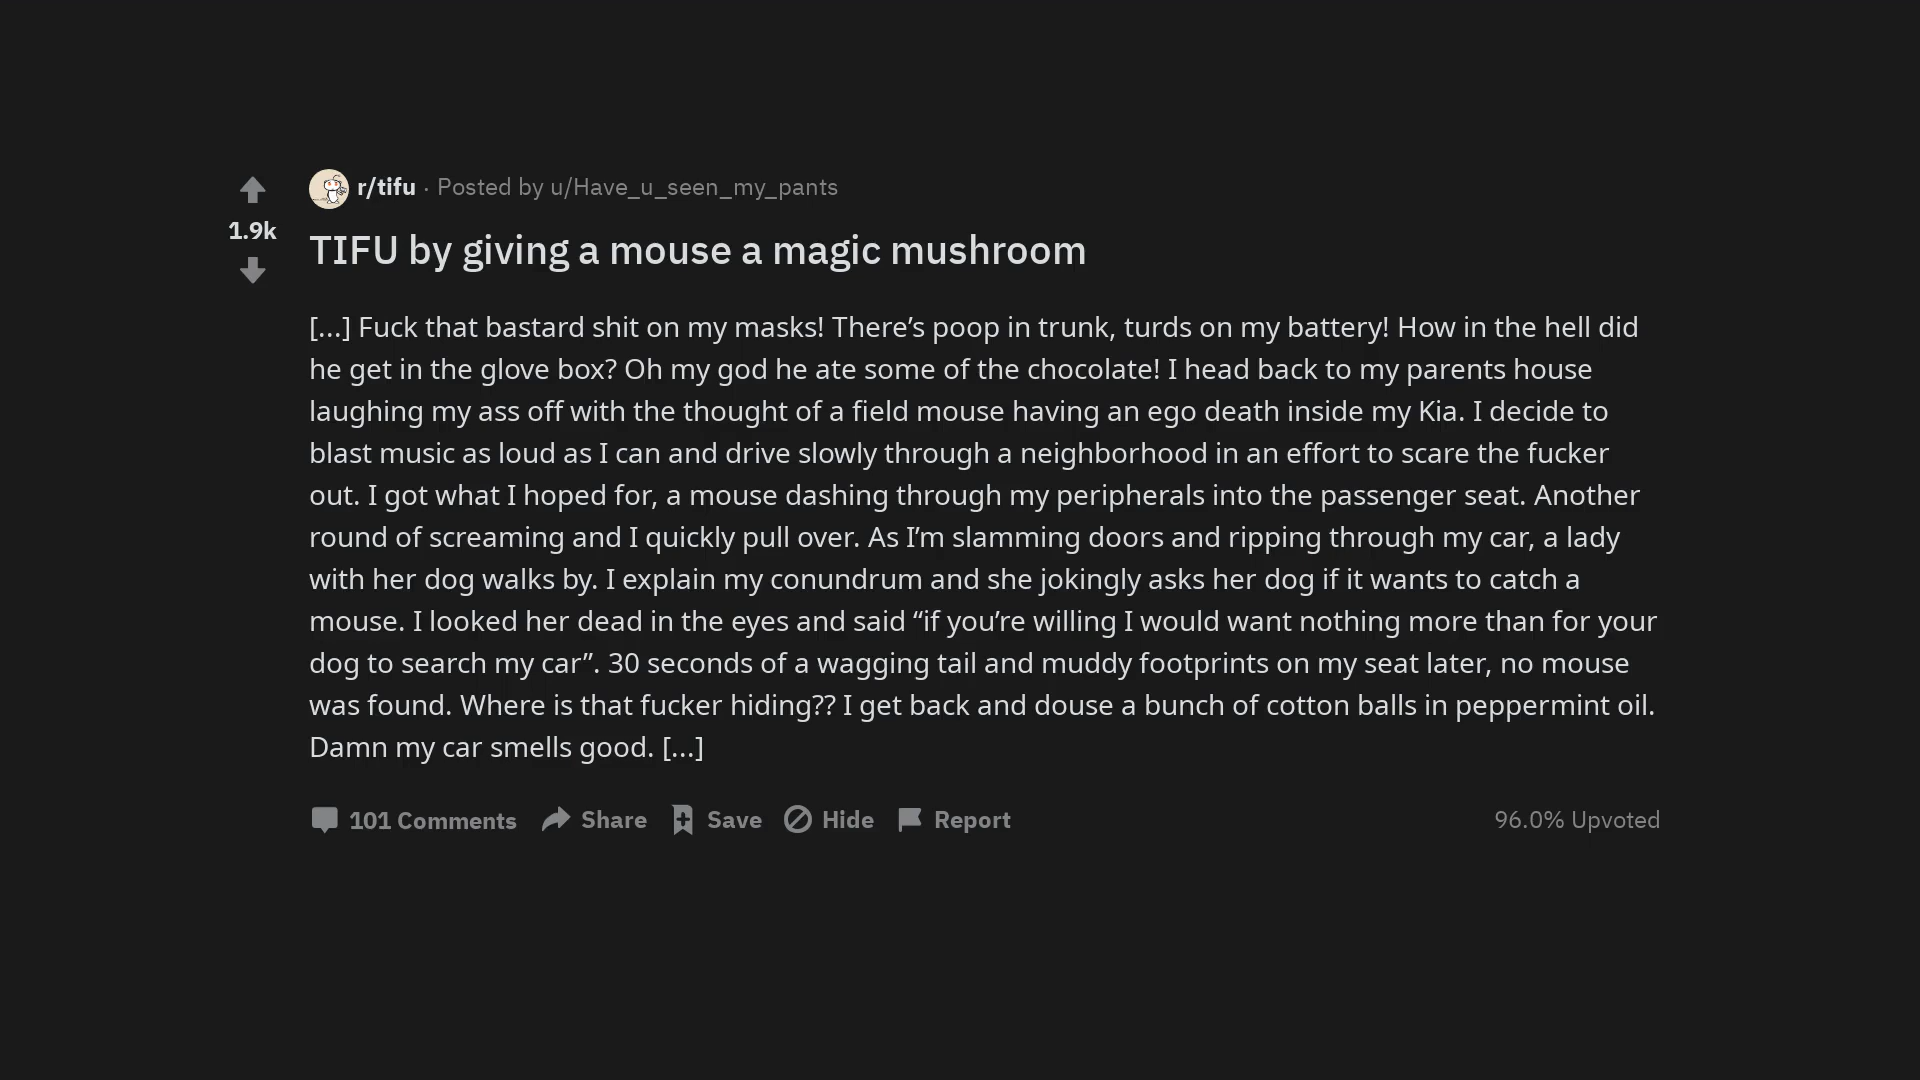 r/tifu · Posted by u/Have_u_seen_my_pants
1.9k
TIFU by giving a mouse a magic mushroom
[...] Fuck that bastard shit on my masks! There’s poop in trunk, turds on my battery! How in the hell did
he get in the glove box? Oh my god he ate some of the chocolate! I head back to my parents house
laughing my ass off with the thought of a field mouse having an ego death inside my Kia. I decide to
blast music as loud as I can and drive slowly through a neighborhood in an effort to scare the fucker
out. I got what I hoped for, a mouse dashing through my peripherals into the passenger seat. Another
round of screaming and I quickly pull over. As I’m slamming doors and ripping through my car, a lady
with her dog walks by. I explain my conundrum and she jokingly asks her dog if it wants to catch a
mouse. I looked her dead in the eyes and said “if you’re willing I would want nothing more than for your
dog to search my car”. 30 seconds of a wagging tail and muddy footprints on my seat later, no mouse
was found. Where is that fucker hiding?? I get back and douse a bunch of cotton balls in peppermint oil.
Damn my car smells good. [...]
101 Comments Share Save Hide Report 96.0% Upvoted